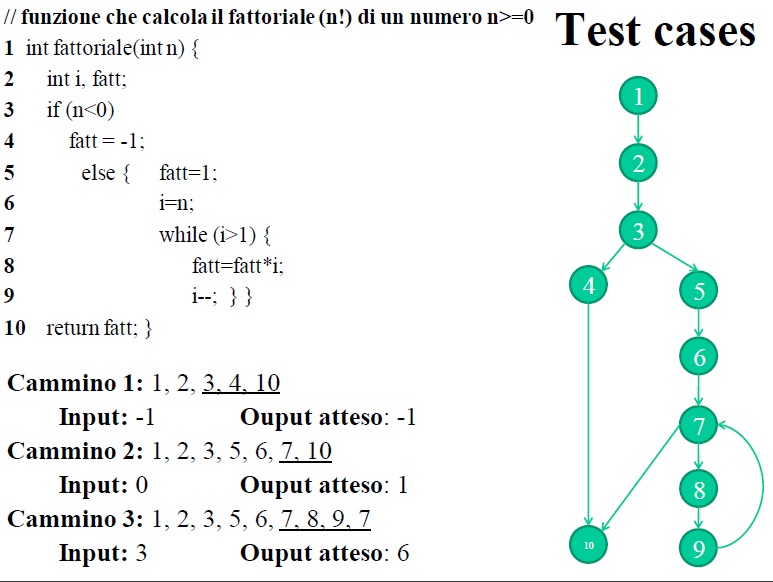 // funzione che calcola il fattoriale (n!) di un numero n>=0
Test cases
1 int fattoriale(int n) {
2 int i, fatt;
3 if (n<0)
4 fatt = -1;
5 else { fatt=1;
6 i=n;
7 while (i>1) {
8 fatt=fatt*i;
9 i--; } }
10 return fatt; }
Cammino 1: 1, 2, 3, 4, 10
Input: -1 Ouput atteso: -1
Cammino 2: 1, 2, 3, 5, 6, 7, 10
Input: 0 Ouput atteso: 1
Cammino 3: 1, 2, 3, 5, 6, 7, 8, 9, 7
Input: 3 Ouput atteso: 6
1
2
3
4
5
6
7
8
10
9